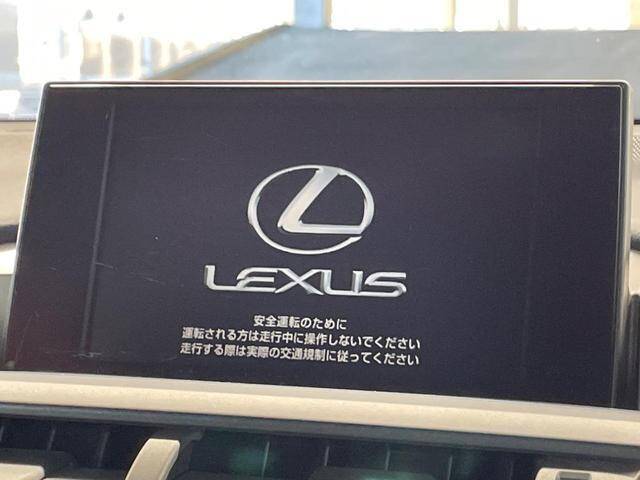 LEXUS
安全運転のために
運転される方は走行中に操作しないでください
走行する際は実際の交通規制に従ってください